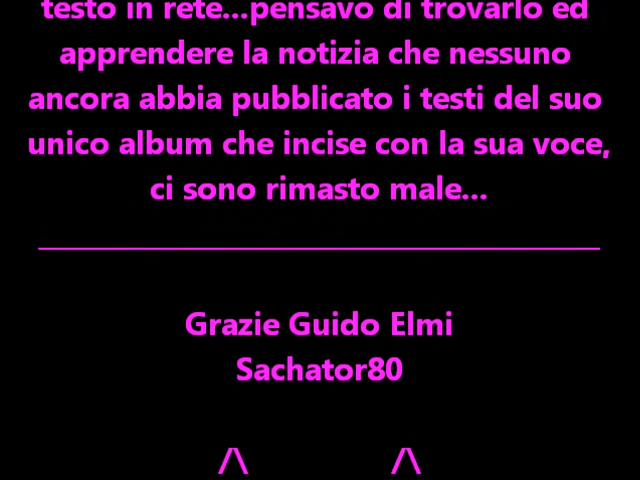 testo in rete...pensavo di trovarlo ed
apprendere la notizia che nessuno
ancora abbia pubblicato i testi del suo
unico album che incise con la sua voce,
ci sono rimasto male...
Grazie Guido Elmi
Sachator80
/\ /\